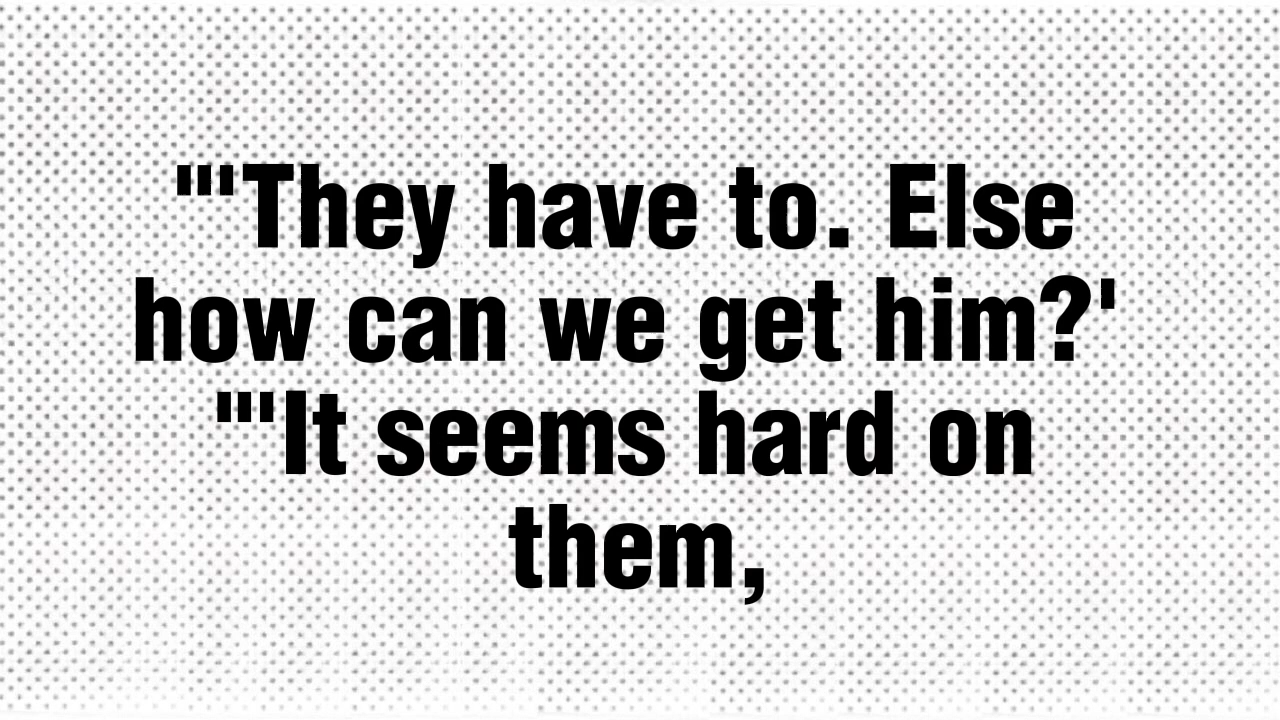 "'They have to. Else
how can we get him?'
"'It seems hard on
them,